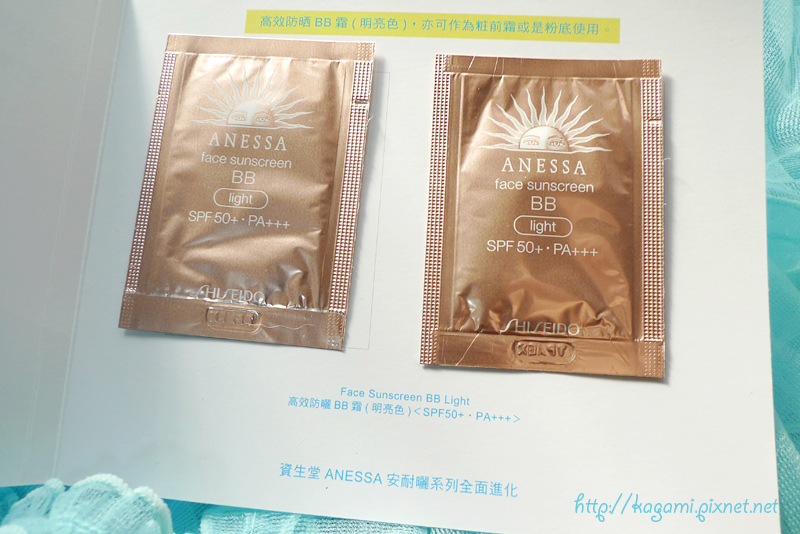 高效防晒 BB 霜 ( 明亮色 )，亦可作為粧前霜或是粉底使用。
ANESSA
face sunscreen
BB
light
SPF 50+・PA+++
SHISEIDO
ANESSA
face sunscreen
BB
light
SPF 50+・PA+++
SHISEIDO
Face Sunscreen BB Light
高效防曬 BB 霜 ( 明亮色 )＜SPF50+・PA+++＞
資生堂 ANESSA 安耐曬系列全面進化
http://kagami.pixnet.net